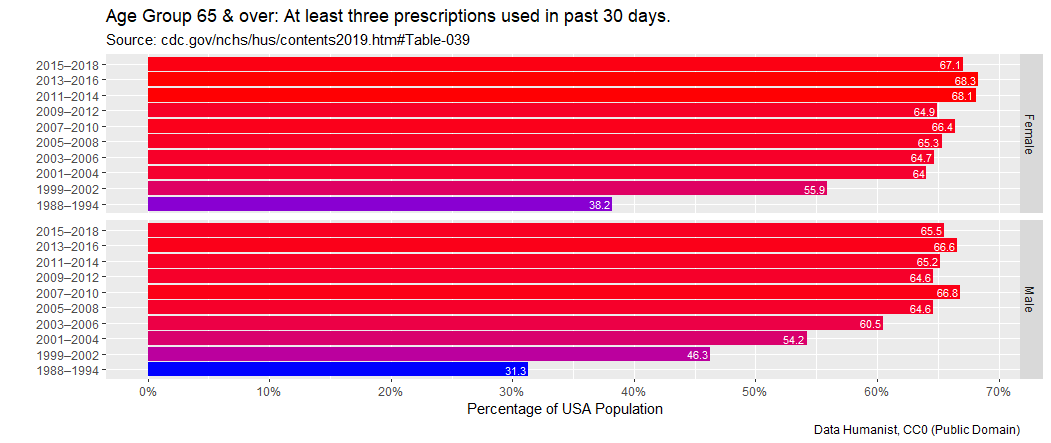 Age Group 65 & over: At least three prescriptions used in past 30 days.
Source: cdc.gov/nchs/hus/contents2019.htm#Table-039
2015–2018 67.1
2013–2016 68.3
2011–2014 68.1
2009–2012 64.9
2007–2010 66.4
2005–2008 65.3
2003–2006 64.7
2001–2004 64
1999–2002 55.9
1988–1994 38.2
Female
2015–2018 65.5
2013–2016 66.6
2011–2014 65.2
2009–2012 64.6
2007–2010 66.8
2005–2008 64.6
2003–2006 60.5
2001–2004 54.2
1999–2002 46.3
1988–1994 31.3
Male
0% 10% 20% 30% 40% 50% 60% 70%
Percentage of USA Population
Data Humanist, CC0 (Public Domain)